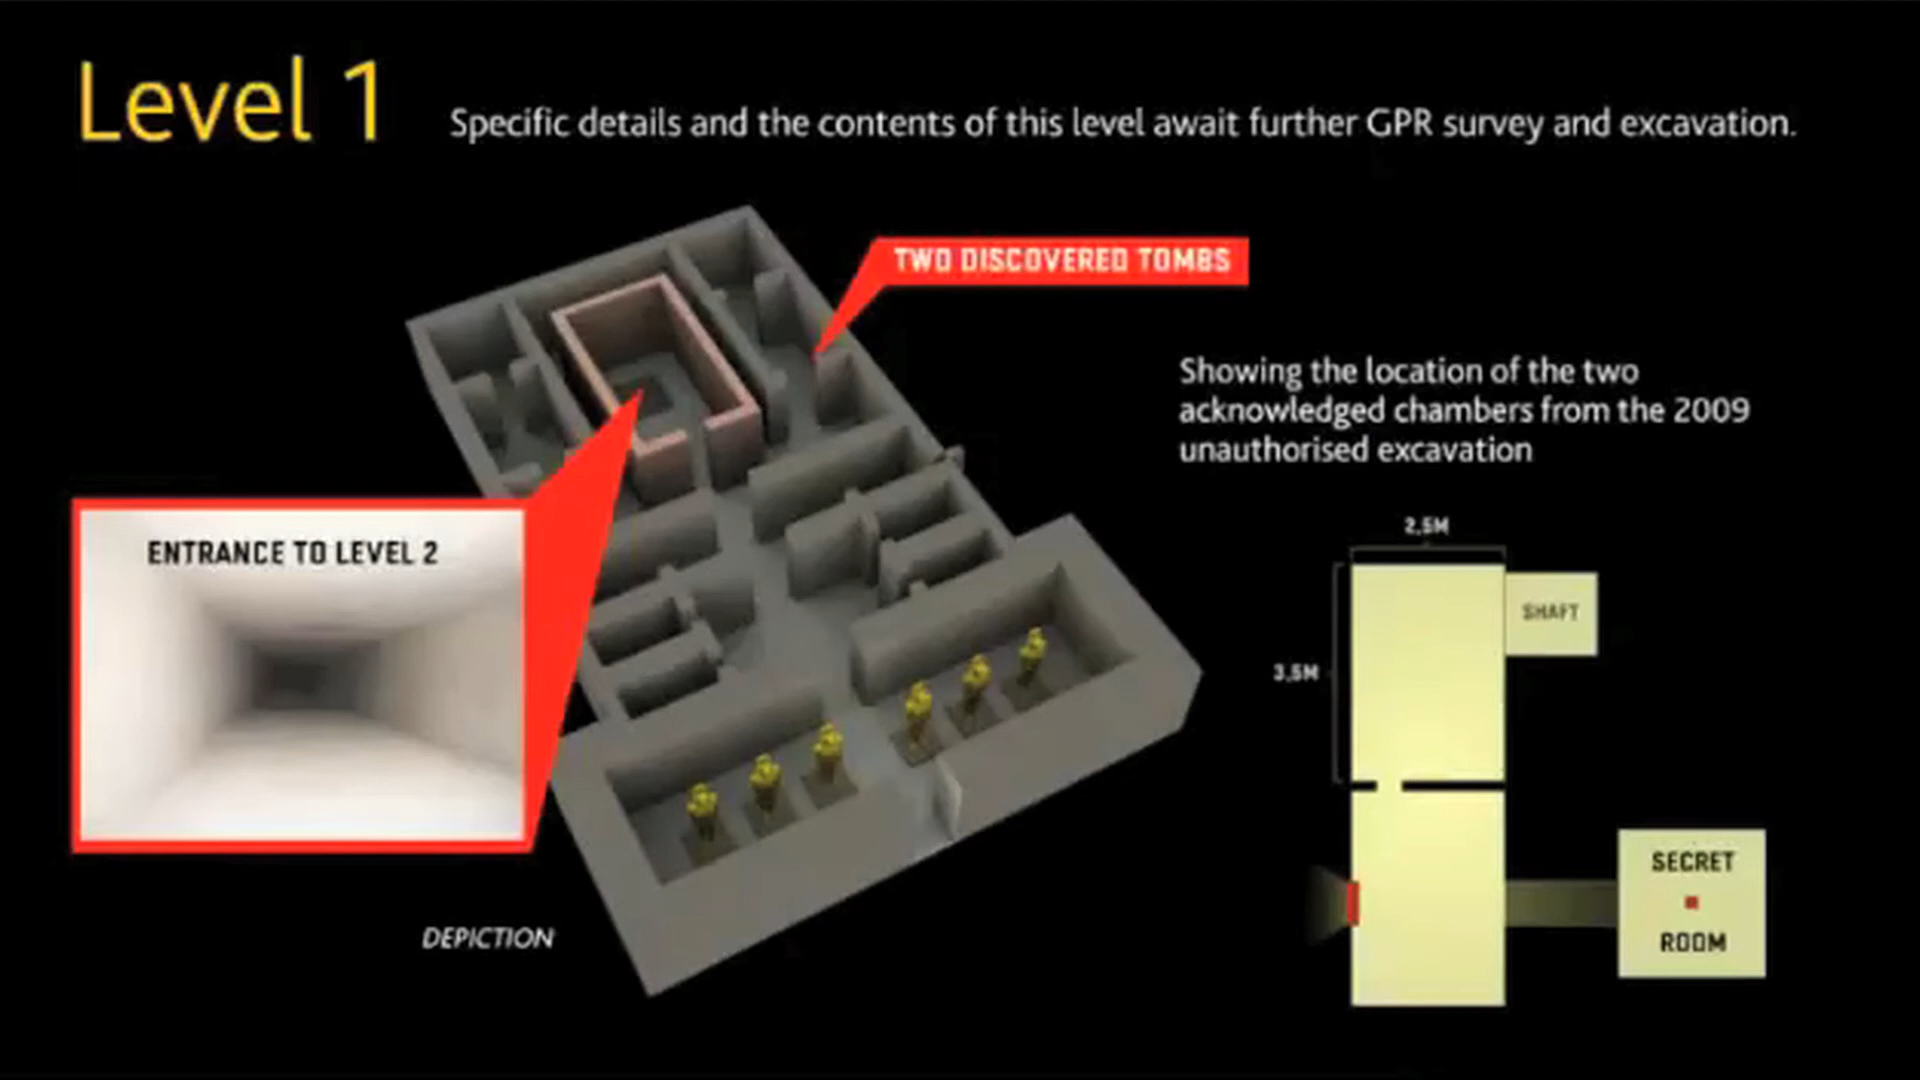 Level 1
Specific details and the contents of this level await further GPR survey and excavation.
TWO DISCOVERED TOMBS
Showing the location of the two
acknowledged chambers from the 2009
unauthorised excavation
ENTRANCE TO LEVEL 2
2,5M
SHAFT
3,5M
SECRET
ROOM
DEPICTION